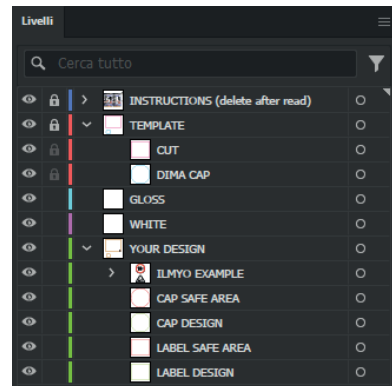 Livelli
Cerca tutto
INSTRUCTIONS (delete after read)
TEMPLATE
CUT
DIMA CAP
GLOSS
WHITE
YOUR DESIGN
ILMYO EXAMPLE
CAP SAFE AREA
CAP DESIGN
LABEL SAFE AREA
LABEL DESIGN